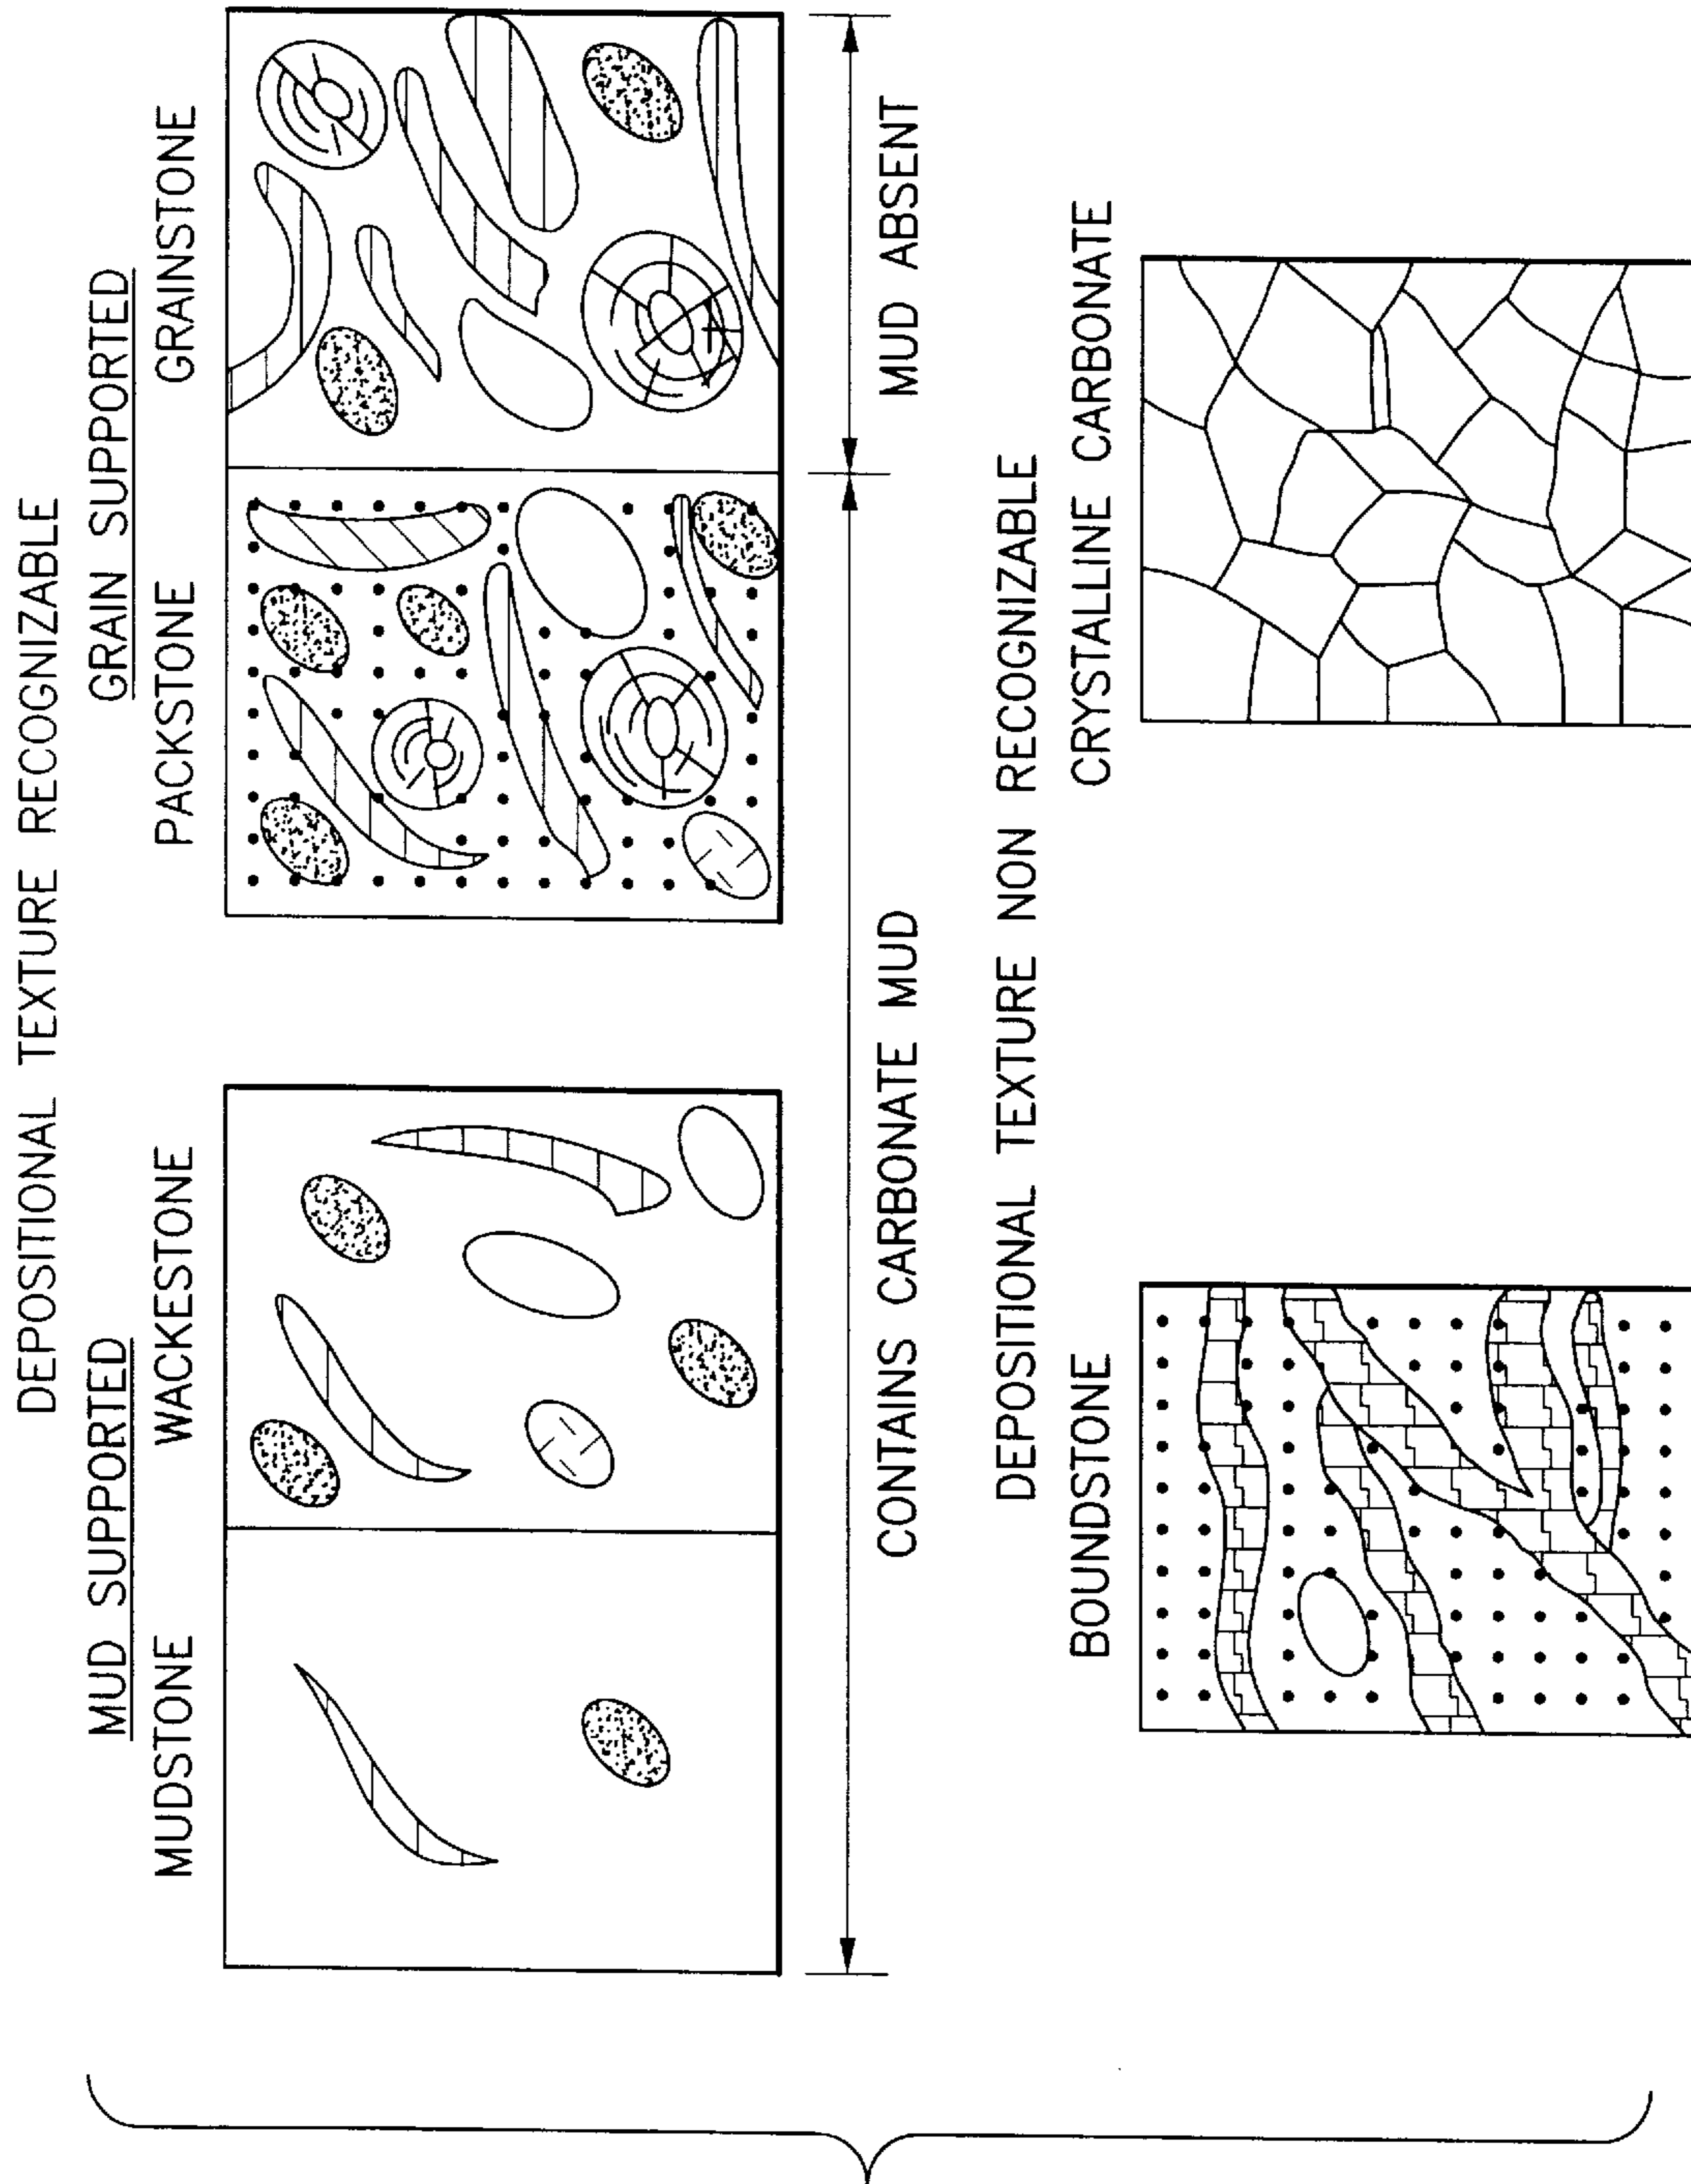 DEPOSITIONAL TEXTURE RECOGNIZABLE
MUD SUPPORTED
GRAIN SUPPORTED
MUDSTONE
WACKESTONE
PACKSTONE
GRAINSTONE
CONTAINS CARBONATE MUD
MUD ABSENT
DEPOSITIONAL TEXTURE NON RECOGNIZABLE
BOUNDSTONE
CRYSTALLINE CARBONATE